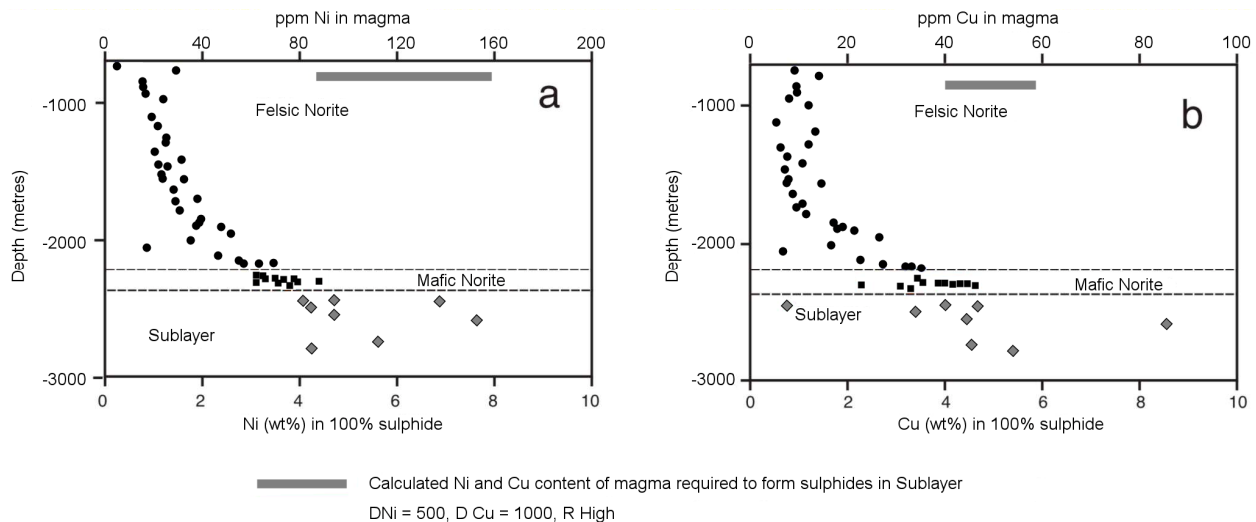 ppm Ni in magma
0 40 80 120 160 200
a
Felsic Norite
-1000
Depth (metres)
-2000
Mafic Norite
Sublayer
-3000
0 2 4 6 8 10
Ni (wt%) in 100% sulphide
ppm Cu in magma
0 20 40 60 80 100
b
Felsic Norite
-1000
Depth (metres)
-2000
Mafic Norite
Sublayer
-3000
0 2 4 6 8 10
Cu (wt%) in 100% sulphide
Calculated Ni and Cu content of magma required to form sulphides in Sublayer
DNi = 500, D Cu = 1000, R High